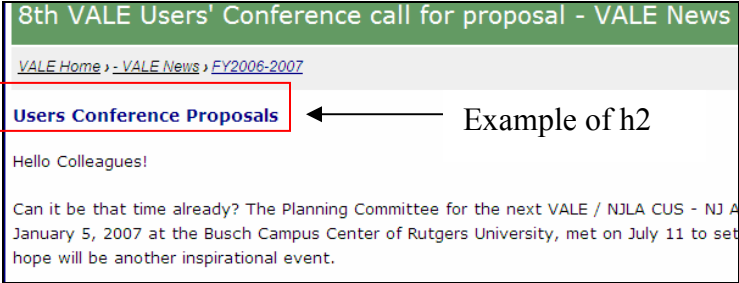 8th VALE Users' Conference call for proposal - VALE News
VALE Home › - VALE News › FY2006-2007
Users Conference Proposals
Example of h2
Hello Colleagues!
Can it be that time already? The Planning Committee for the next VALE / NJLA CUS - NJ A
January 5, 2007 at the Busch Campus Center of Rutgers University, met on July 11 to set
hope will be another inspirational event.